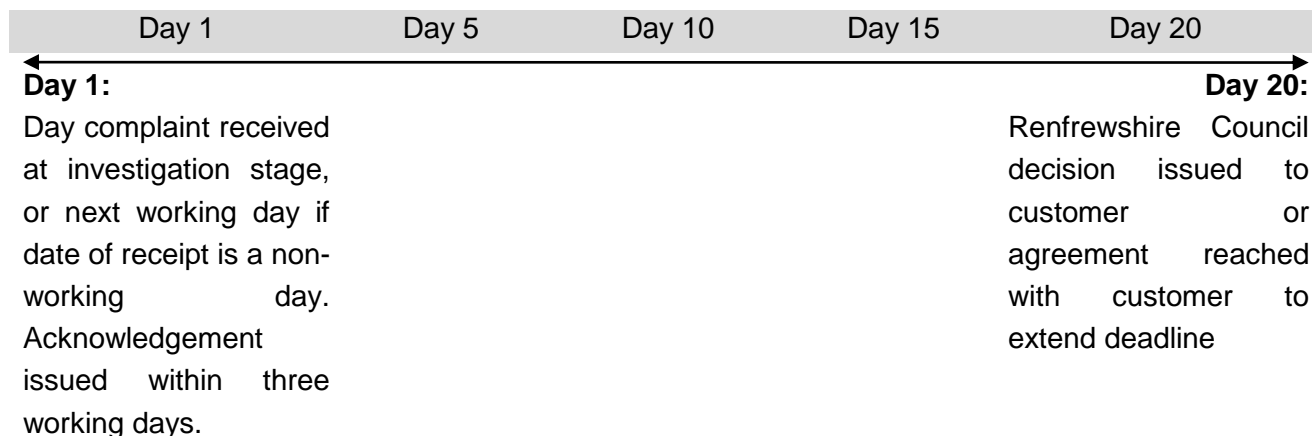 Day 1 Day 5 Day 10 Day 15 Day 20
Day 1:
Day complaint received
at investigation stage,
or next working day if
date of receipt is a non-
working day.
Acknowledgement
issued within three
working days.
Day 20:
Renfrewshire Council
decision issued to
customer or
agreement reached
with customer to
extend deadline